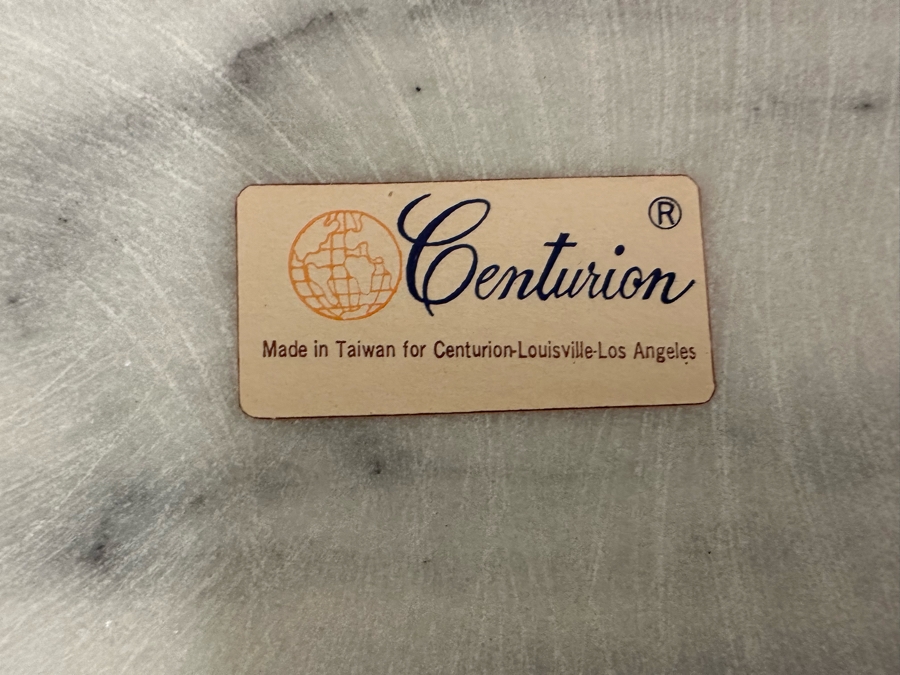 Centurion ®
Made in Taiwan for Centurion-Louisville-Los Angeles